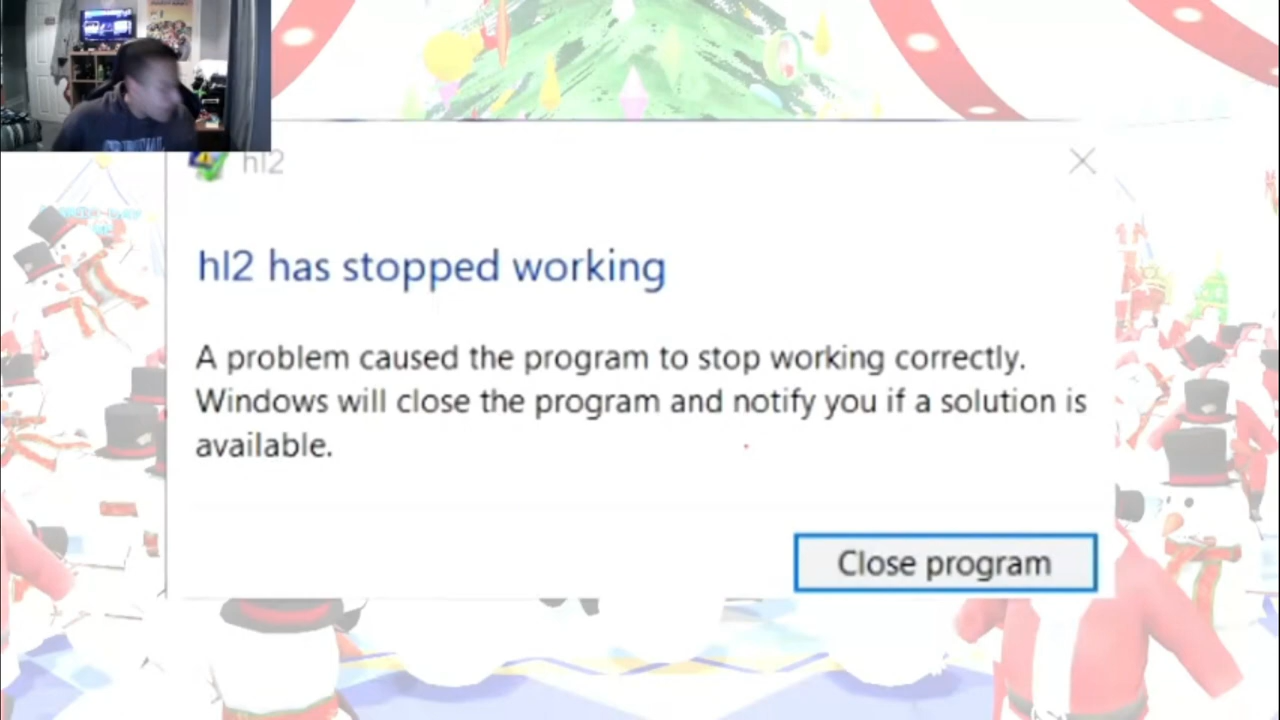 hl2
hl2 has stopped working
A problem caused the program to stop working correctly.
Windows will close the program and notify you if a solution is
available.
Close program